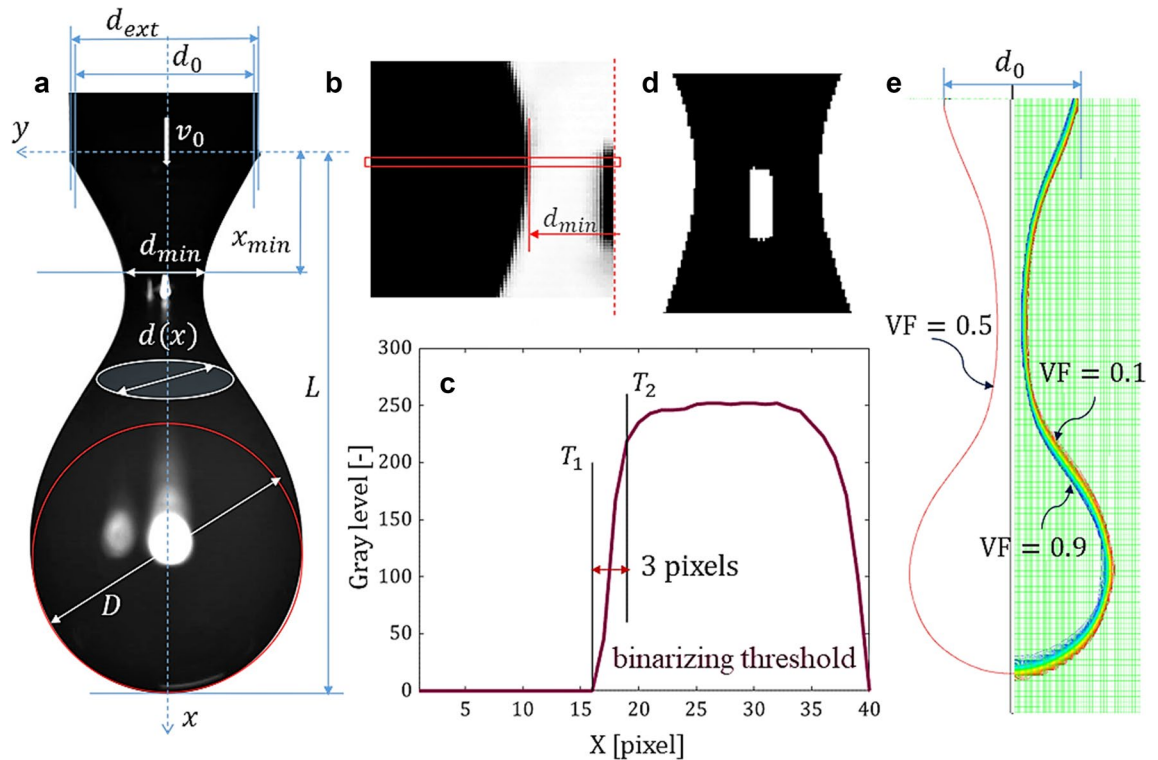 a
d_ext
d_0
y
v_0
x_min
d_min
d(x)
L
D
x
b
d_min
d
c
300
250
200
150
100
50
0
Gray level [-]
T_1
T_2
3 pixels
binarizing threshold
5 10 15 20 25 30 35 40
X [pixel]
e
d_0
VF = 0.5
VF = 0.1
VF = 0.9